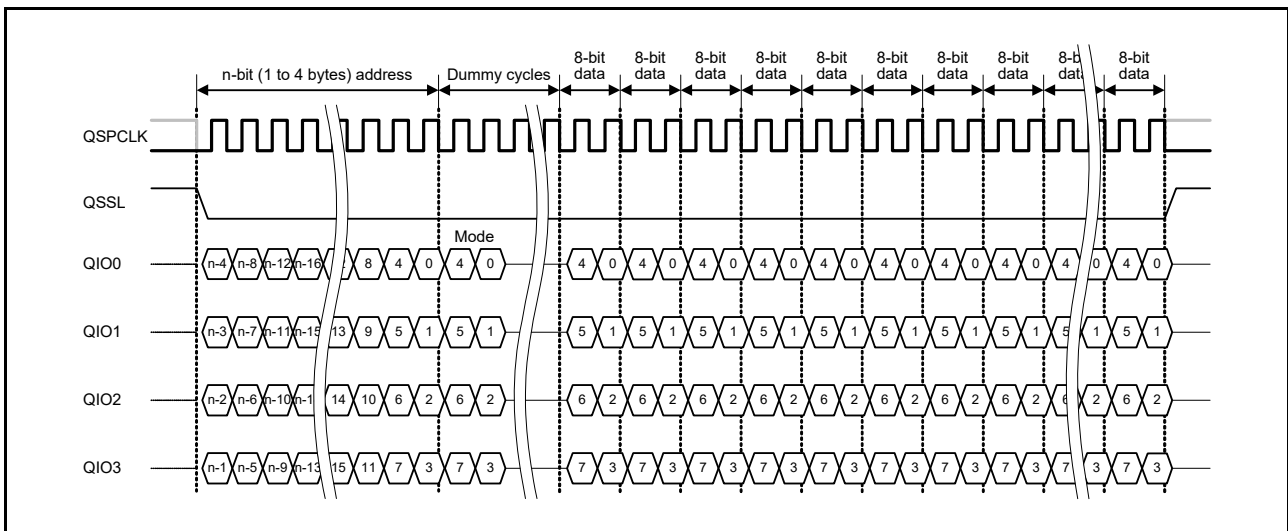 8-bit data 8-bit data 8-bit data 8-bit data 8-bit data 8-bit data 8-bit data 8-bit data 8-bit data
n-bit (1 to 4 bytes) address Dummy cycles
QSPCLK
QSSL
Mode
QIO0 n-4 n-8 n-12 n-16 8 4 0 4 0 4 0 4 0 4 0 4 0 4 0 4 0 4 0 4 0 4 0 4 0
QIO1 n-3 n-7 n-11 n-15 13 9 5 1 5 1 5 1 5 1 5 1 5 1 5 1 5 1 5 1 5 1 5 1 5 1
QIO2 n-2 n-6 n-10 14 10 6 2 6 2 6 2 6 2 6 2 6 2 6 2 6 2 6 2 6 2 6 2 6 2
QIO3 n-1 n-5 n-9 n-13 15 11 7 3 7 3 7 3 7 3 7 3 7 3 7 3 7 3 7 3 7 3 7 3 7 3